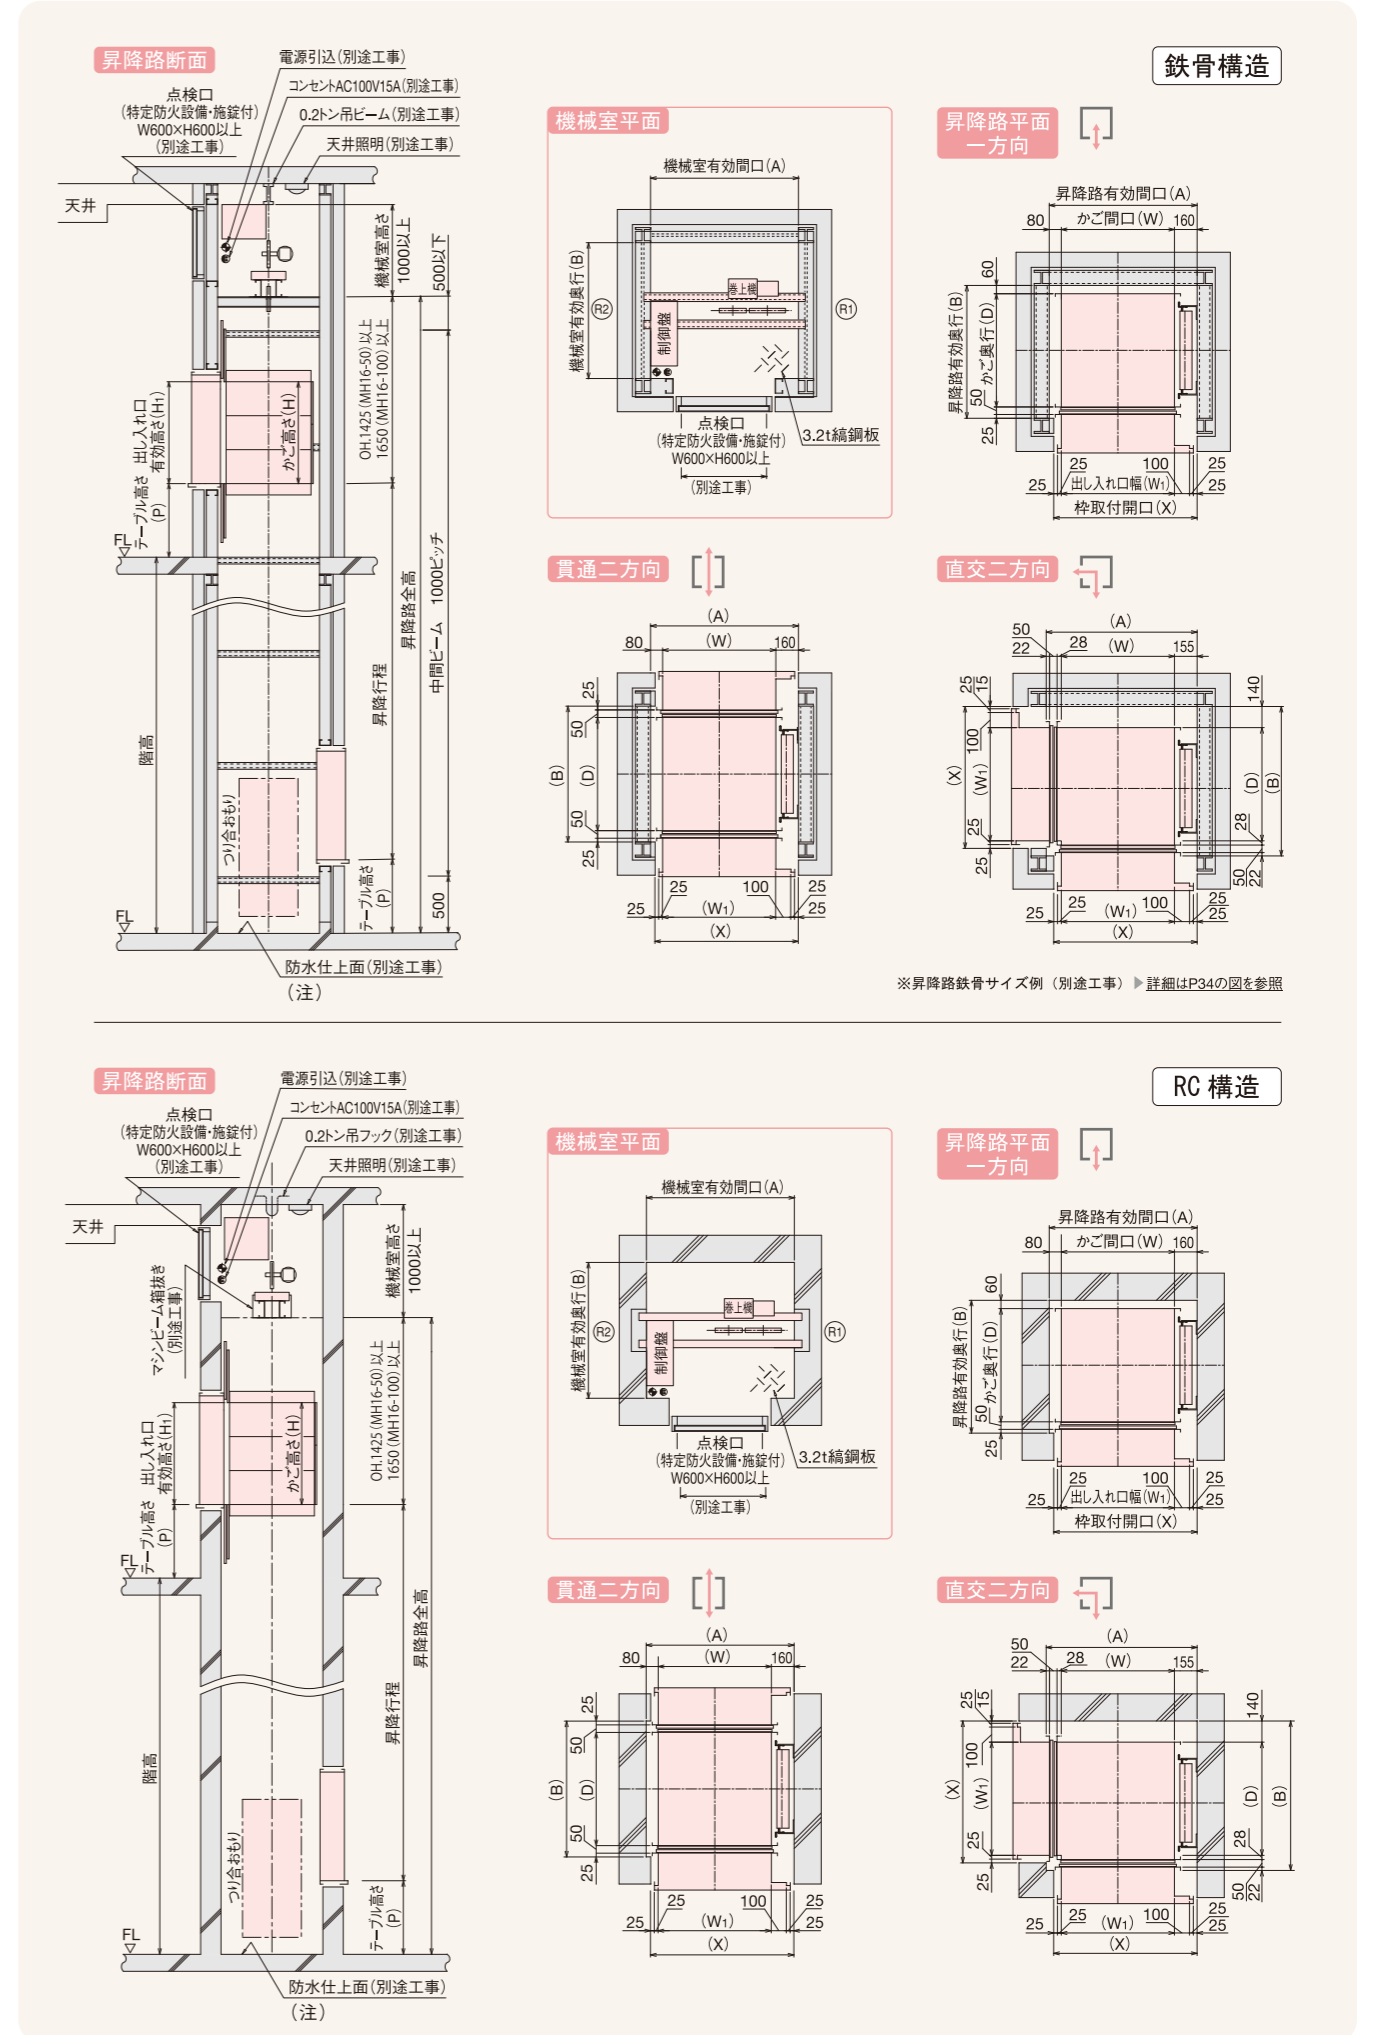 鉄骨構造
昇降路断面
電源引込(別途工事)
コンセントAC100V15A(別途工事)
0.2トン吊ビーム(別途工事)
天井照明(別途工事)
点検口
(特定防火設備・施錠付)
W600×H600以上
(別途工事)
天井
機械室高さ
1000以上
500以下
OH.1425(MH16-50)以上
1650(MH16-100)以上
出し入れ口
有効高さ(H1)
かご高さ(H)
テーブル高さ
(P)
FL
階高
昇降路全高
昇降行程
中間ビーム 1000ピッチ
つり合おもり
テーブル高さ
(P)
500
FL
防水仕上面(別途工事)
(注)
機械室平面
機械室有効間口(A)
機械室有効奥行(B)
R2
R1
巻上機
制御盤
点検口
(特定防火設備・施錠付)
W600×H600以上
(別途工事)
3.2t縞鋼板
昇降路平面
一方向
昇降路有効間口(A)
80
かご間口(W)
160
60
昇降路有効奥行(B)
かご奥行(D)
50
25
25
100
25
25
出し入れ口幅(W1)
25
枠取付開口(X)
貫通二方向
(A)
80
(W)
160
25
50
(B)
(D)
50
25
25
100
25
25
(W1)
25
(X)
直交二方向
(A)
50
22
28
(W)
155
25
15
140
100
(X)
(W1)
(D)
(B)
25
25
28
50
22
25
25
(W1)
100
25
25
(X)
※昇降路鉄骨サイズ例(別途工事)▶詳細はP34の図を参照
RC 構造
昇降路断面
電源引込(別途工事)
コンセントAC100V15A(別途工事)
0.2トン吊フック(別途工事)
天井照明(別途工事)
点検口
(特定防火設備・施錠付)
W600×H600以上
(別途工事)
天井
機械室高さ
1000以上
マシンビーム箱抜き
(別途工事)
OH.1425(MH16-50)以上
1650(MH16-100)以上
出し入れ口
有効高さ(H1)
かご高さ(H)
テーブル高さ
(P)
FL
階高
昇降路全高
昇降行程
つり合おもり
テーブル高さ
(P)
FL
防水仕上面(別途工事)
(注)
機械室平面
機械室有効間口(A)
機械室有効奥行(B)
R2
R1
巻上機
制御盤
点検口
(特定防火設備・施錠付)
W600×H600以上
(別途工事)
3.2t縞鋼板
昇降路平面
一方向
昇降路有効間口(A)
80
かご間口(W)
160
60
昇降路有効奥行(B)
かご奥行(D)
50
25
25
100
25
25
出し入れ口幅(W1)
25
枠取付開口(X)
貫通二方向
(A)
80
(W)
160
25
50
(B)
(D)
50
25
25
100
25
25
(W1)
25
(X)
直交二方向
(A)
50
22
28
(W)
155
25
15
140
100
(X)
(W1)
(D)
(B)
25
25
28
50
22
25
25
(W1)
100
25
25
(X)